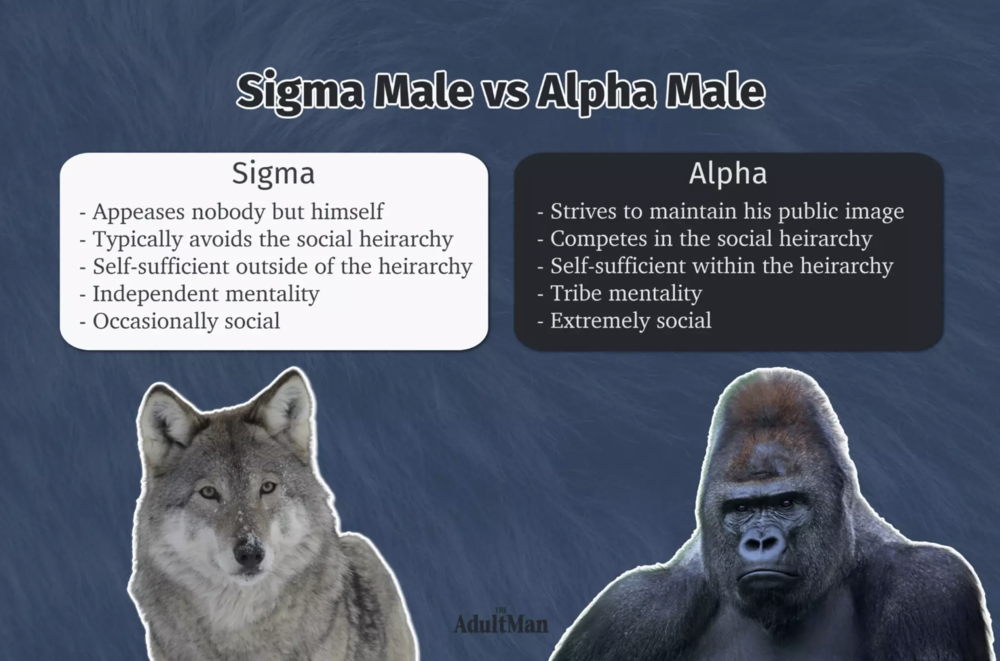 Sigma Male vs Alpha Male
Sigma
- Appeases nobody but himself
- Typically avoids the social heirarchy
- Self-sufficient outside of the heirarchy
- Independent mentality
- Occasionally social
Alpha
- Strives to maintain his public image
- Competes in the social heirarchy
- Self-sufficient within the heirarchy
- Tribe mentality
- Extremely social
THE
AdultMan